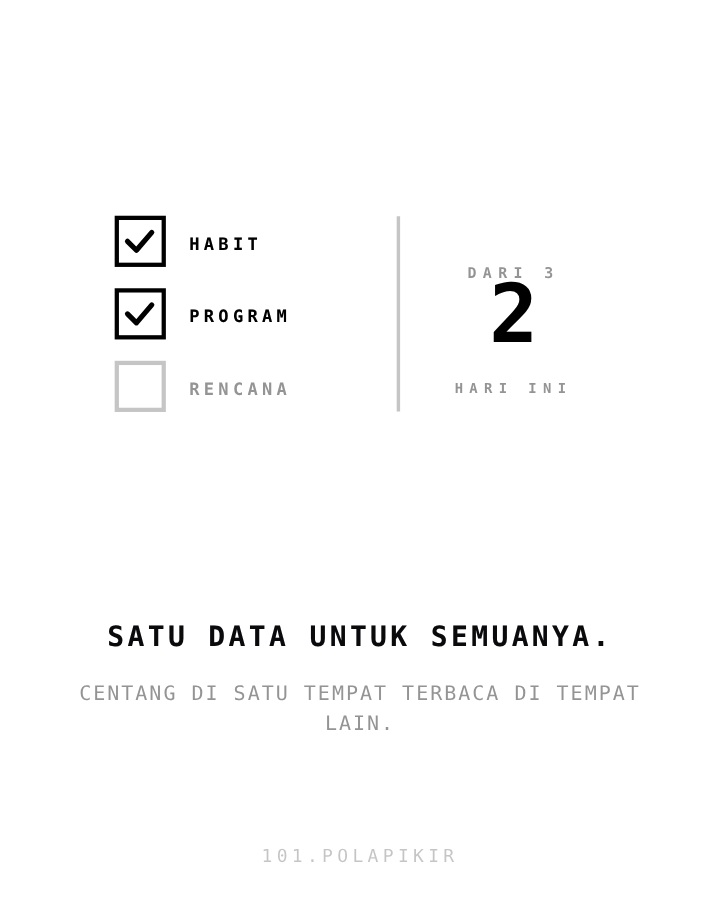 HABIT
PROGRAM
RENCANA
DARI 3
2
HARI INI
SATU DATA UNTUK SEMUANYA.
CENTANG DI SATU TEMPAT TERBACA DI TEMPAT
LAIN.
101.POLAPIKIR